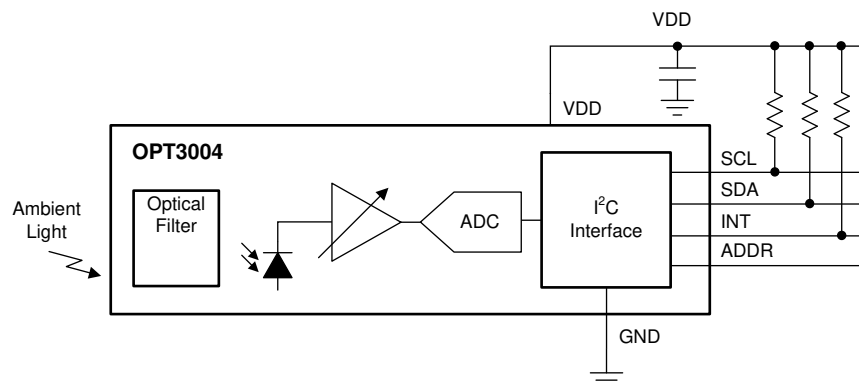 VDD
VDD
OPT3004
Ambient
Light
Optical
Filter
ADC
I²C
Interface
SCL
SDA
INT
ADDR
GND